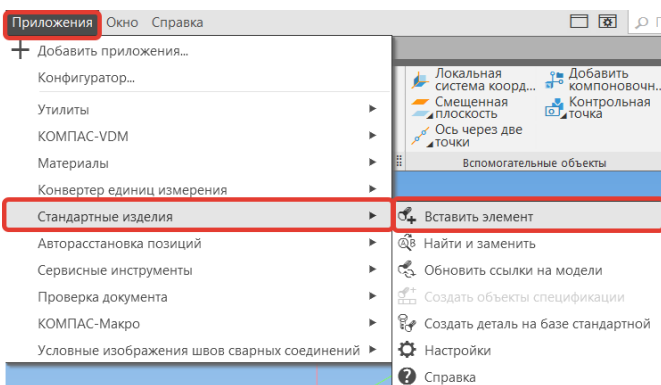 Приложения Окно Справка
Добавить приложения...
Конфигуратор...
Утилиты
КОМПАС-VDM
Материалы
Конвертер единиц измерения
Стандартные изделия
Авторасстановка позиций
Сервисные инструменты
Проверка документа
КОМПАС-Макро
Условные изображения швов сварных соединений
Локальная
система коорд...
Добавить
компоновочн...
Смещенная
плоскость
Контрольная
точка
Ось через две
точки
Вспомогательные объекты
Вставить элемент
Найти и заменить
Обновить ссылки на модели
Создать объекты спецификации
Создать деталь на базе стандартной
Настройки
Справка